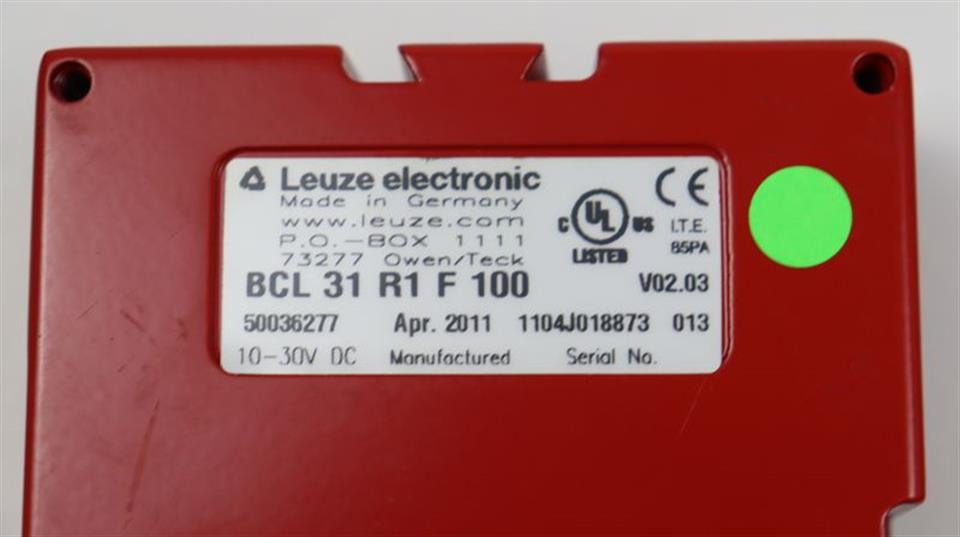 Leuze electronic
Made in Germany
www.leuze.com
P.O.-BOX 1111
73277 Owen/Teck
C UL US
LISTED
CE
I.T.E.
85PA
BCL 31 R1 F 100 V02.03
50036277 Apr. 2011 1104J018873 013
10-30V DC Manufactured Serial No.